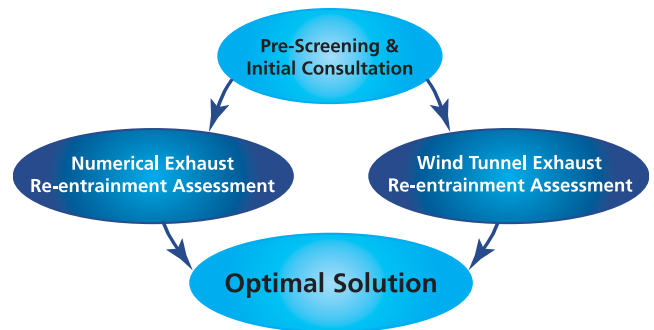 Pre-Screening &
Initial Consultation
Numerical Exhaust
Re-entrainment Assessment
Wind Tunnel Exhaust
Re-entrainment Assessment
Optimal Solution